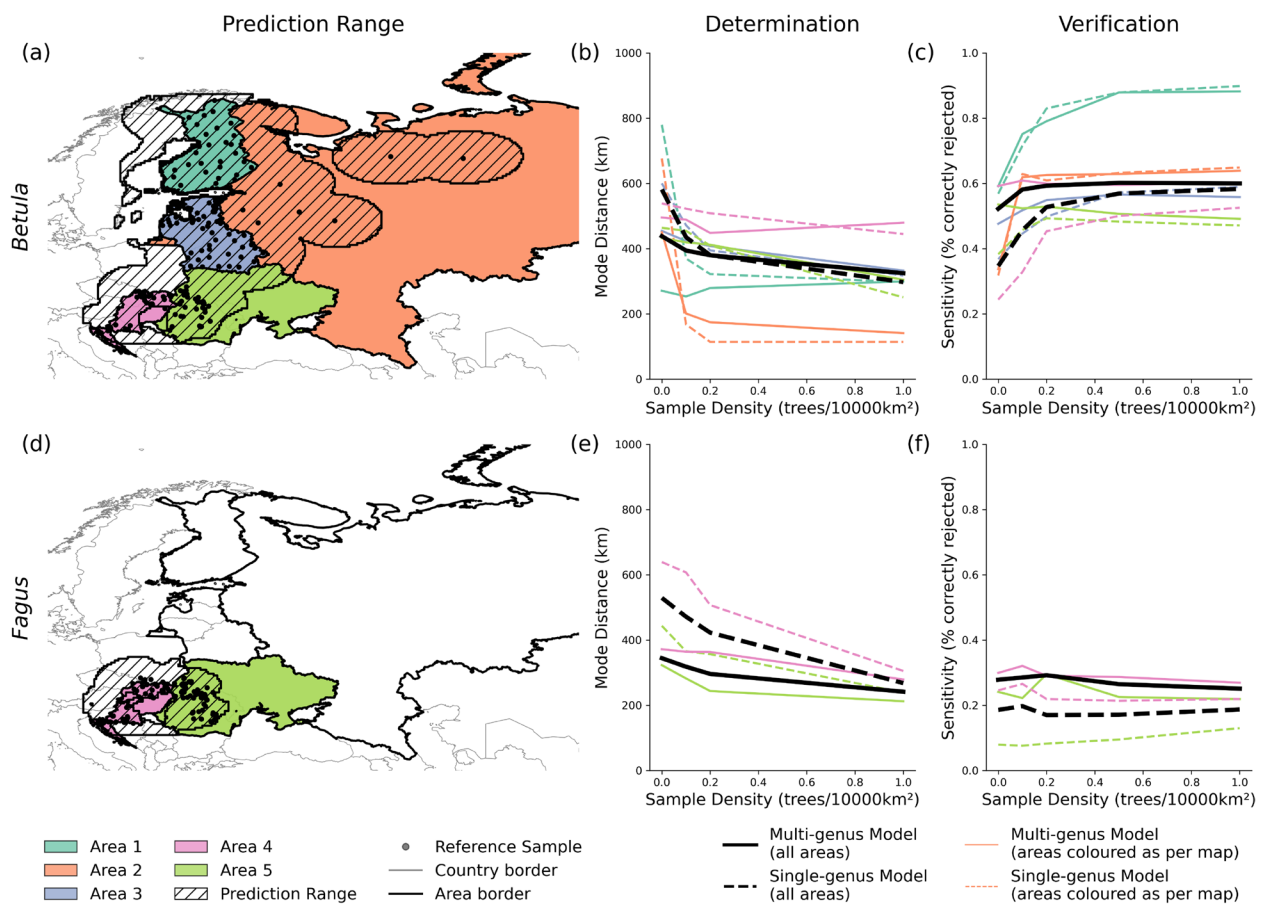 Prediction Range
Determination
Verification
(a)
(b)
(c)
Betula
Mode Distance (km)
1000
800
600
400
200
0
0.0 0.2 0.4 0.6 0.8 1.0
Sample Density (trees/10000km²)
Sensitivity (% correctly rejected)
1.0
0.8
0.6
0.4
0.2
0.0
0.0 0.2 0.4 0.6 0.8 1.0
Sample Density (trees/10000km²)
(d)
(e)
(f)
Fagus
Mode Distance (km)
1000
800
600
400
200
0
0.0 0.2 0.4 0.6 0.8 1.0
Sample Density (trees/10000km²)
Sensitivity (% correctly rejected)
1.0
0.8
0.6
0.4
0.2
0.0
0.0 0.2 0.4 0.6 0.8 1.0
Sample Density (trees/10000km²)
Area 1
Area 2
Area 3
Area 4
Area 5
Prediction Range
Reference Sample
Country border
Area border
Multi-genus Model
(all areas)
Single-genus Model
(all areas)
Multi-genus Model
(areas coloured as per map)
Single-genus Model
(areas coloured as per map)